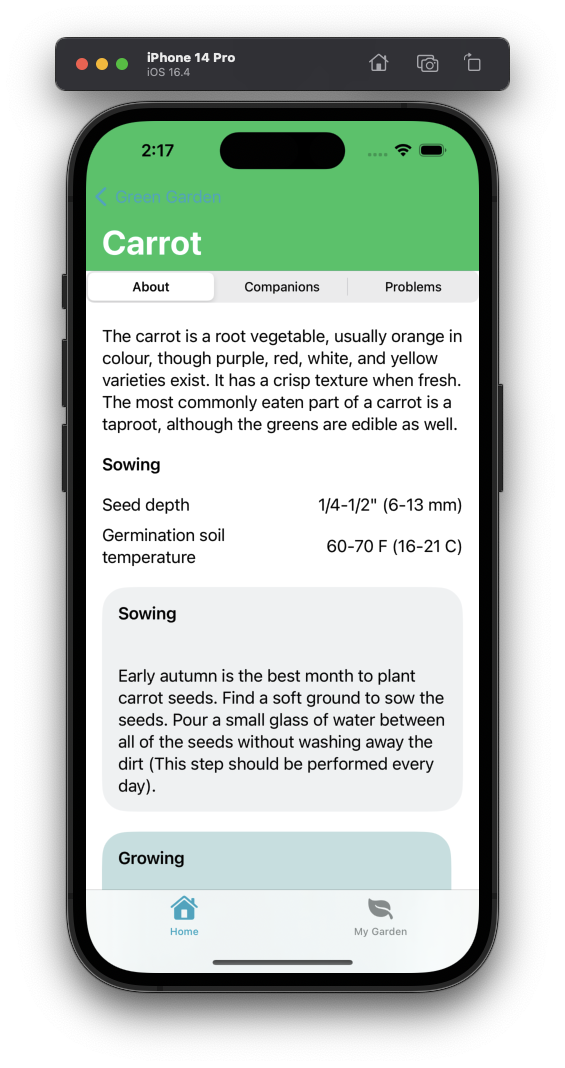 iPhone 14 Pro
iOS 16.4
2:17
Green Garden
Carrot
About Companions Problems
The carrot is a root vegetable, usually orange in
colour, though purple, red, white, and yellow
varieties exist. It has a crisp texture when fresh.
The most commonly eaten part of a carrot is a
taproot, although the greens are edible as well.
Sowing
Seed depth 1/4-1/2" (6-13 mm)
Germination soil
temperature 60-70 F (16-21 C)
Sowing
Early autumn is the best month to plant
carrot seeds. Find a soft ground to sow the
seeds. Pour a small glass of water between
all of the seeds without washing away the
dirt (This step should be performed every
day).
Growing
Home My Garden